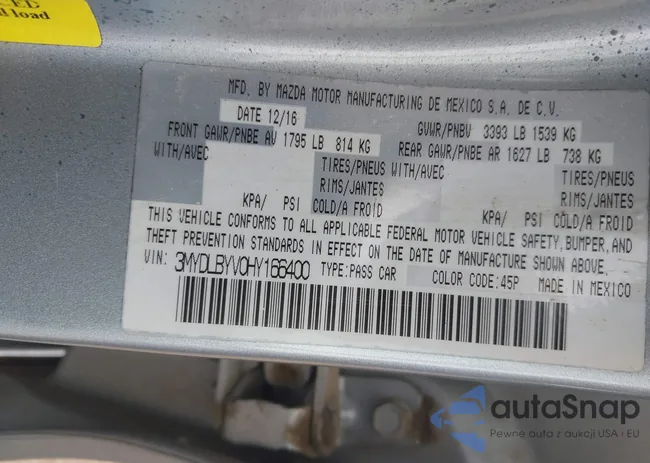 d load
MFD. BY MAZDA MOTOR MANUFACTURING DE MEXICO S.A. DE C.V.
DATE 12/16 GVWR/PNBV 3393 LB 1539 KG
FRONT GAWR/PNBE AV 1795 LB 814 KG REAR GAWR/PNBE AR 1627 LB 738 KG
WITH/AVEC TIRES/PNEUS WITH/AVEC TIRES/PNEUS
RIMS/JANTES RIMS/JANTES
KPA/ PSI COLD/A FROID KPA/ PSI COLD/A FROID
THIS VEHICLE CONFORMS TO ALL APPLICABLE FEDERAL MOTOR VEHICLE SAFETY, BUMPER, AND
THEFT PREVENTION STANDARDS IN EFFECT ON THE DATE OF MANUFACTURE SHOWN ABOVE.
VIN: 3MYDLBYV0HY166400 TYPE:PASS CAR COLOR CODE:45P MADE IN MEXICO
autaSnap
Pewne auta z aukcji USA i EU